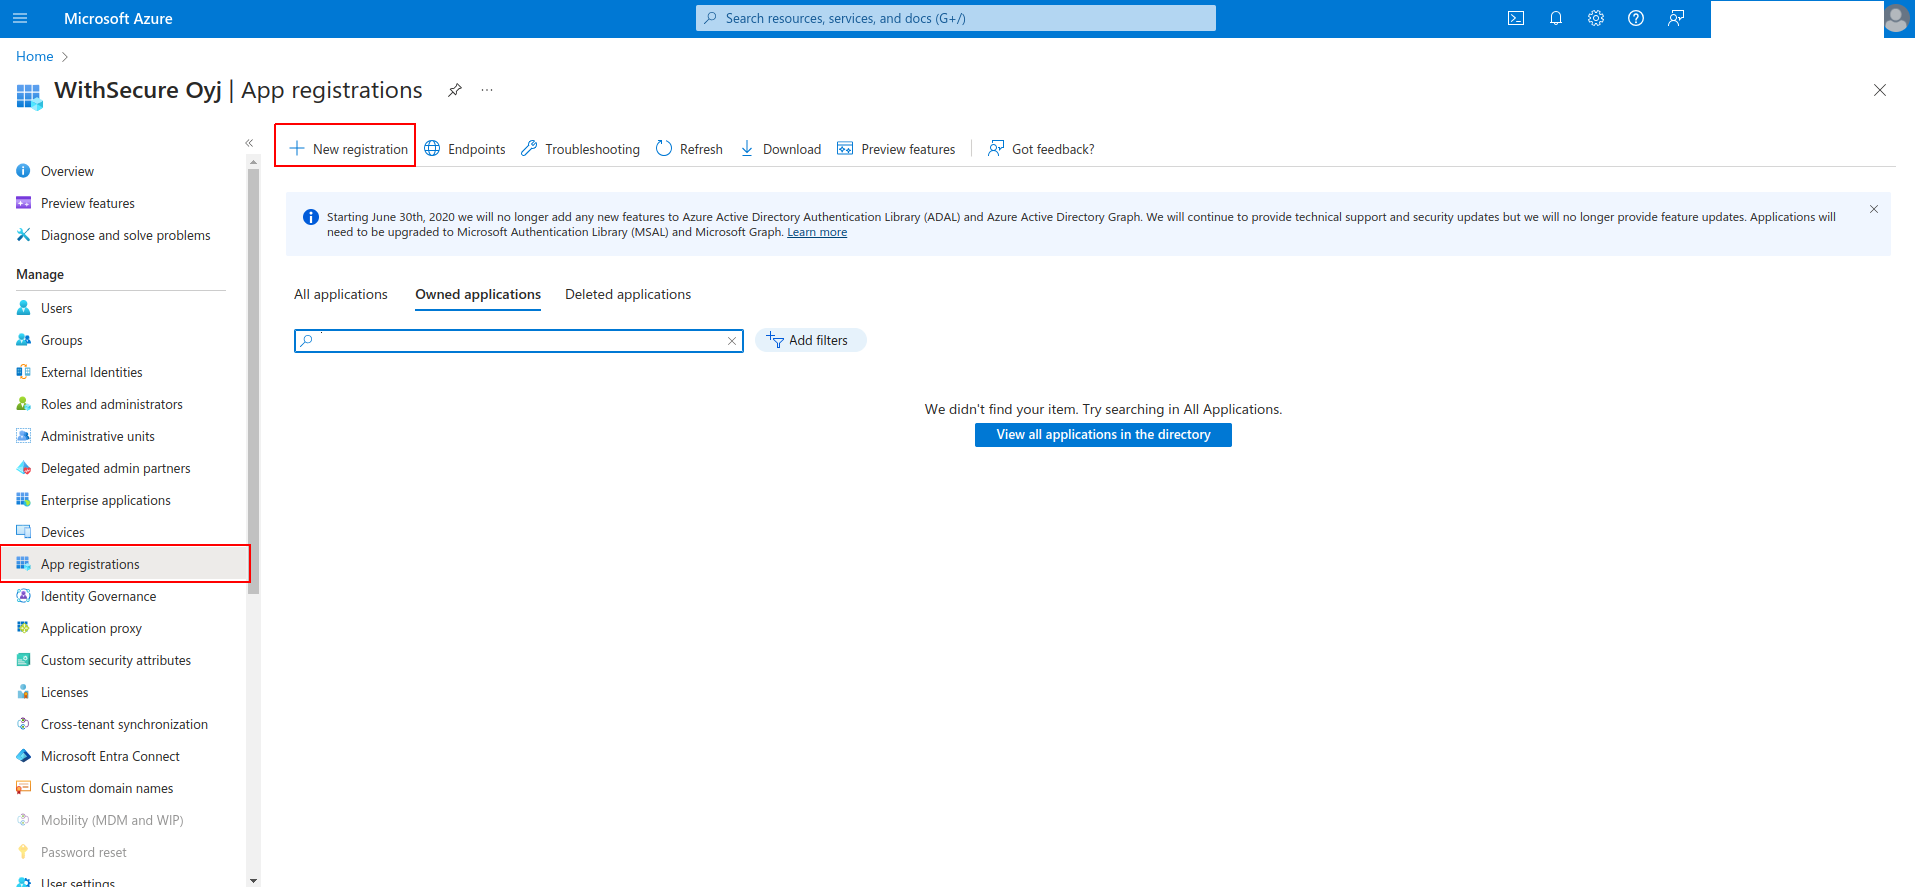 Microsoft Azure
Search resources, services, and docs (G+/)
Home
WithSecure Oyj | App registrations
New registration
Endpoints
Troubleshooting
Refresh
Download
Preview features
Got feedback?
Overview
Preview features
Diagnose and solve problems
Manage
Users
Groups
External Identities
Roles and administrators
Administrative units
Delegated admin partners
Enterprise applications
Devices
App registrations
Identity Governance
Application proxy
Custom security attributes
Licenses
Cross-tenant synchronization
Microsoft Entra Connect
Custom domain names
Mobility (MDM and WIP)
Password reset
User settings
Starting June 30th, 2020 we will no longer add any new features to Azure Active Directory Authentication Library (ADAL) and Azure Active Directory Graph. We will continue to provide technical support and security updates but we will no longer provide feature updates. Applications will
need to be upgraded to Microsoft Authentication Library (MSAL) and Microsoft Graph. Learn more
All applications
Owned applications
Deleted applications
Add filters
We didn't find your item. Try searching in All Applications.
View all applications in the directory